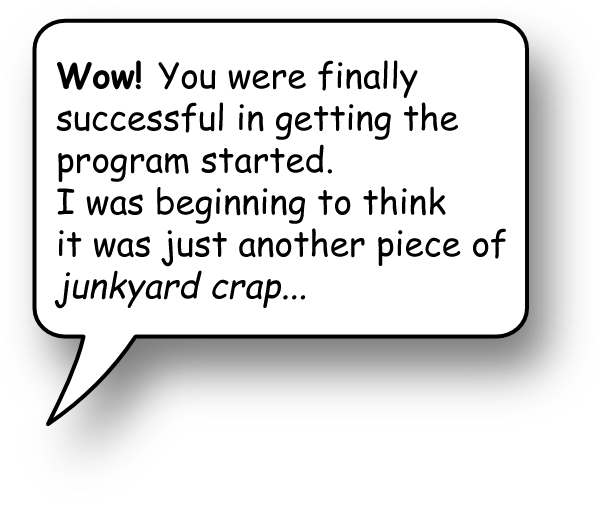 Wow! You were finally
successful in getting the
program started.
I was beginning to think
it was just another piece of
junkyard crap...